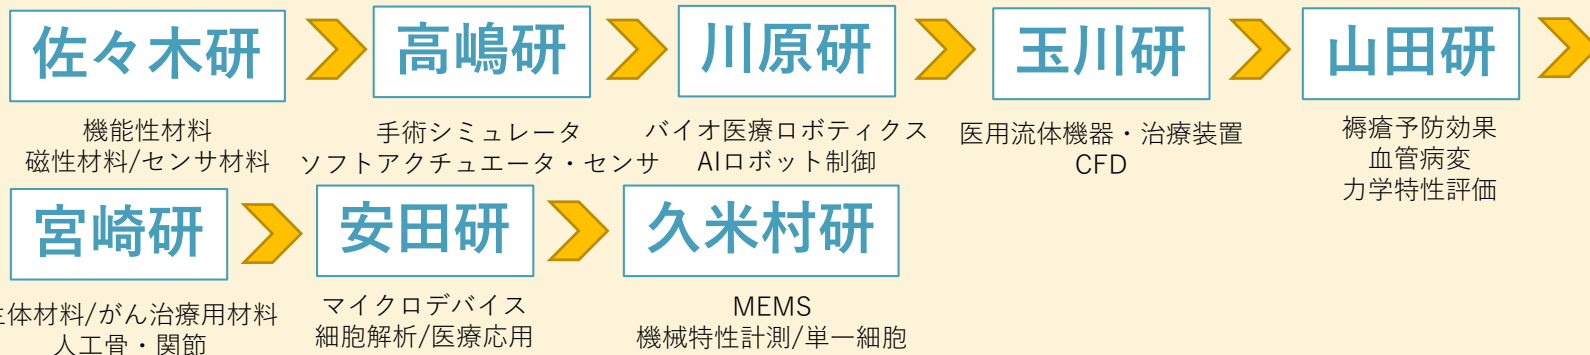 佐々木研
高嶋研
川原研
玉川研
山田研
機能性材料
磁性材料/センサ材料
手術シミュレータ
ソフトアクチュエータ・センサ
バイオ医療ロボティクス
AIロボット制御
医用流体機器・治療装置
CFD
褥瘡予防効果
血管病変
力学特性評価
宮崎研
安田研
久米村研
生体材料/がん治療用材料
人工骨・関節
マイクロデバイス
細胞解析/医療応用
MEMS
機械特性計測/単一細胞